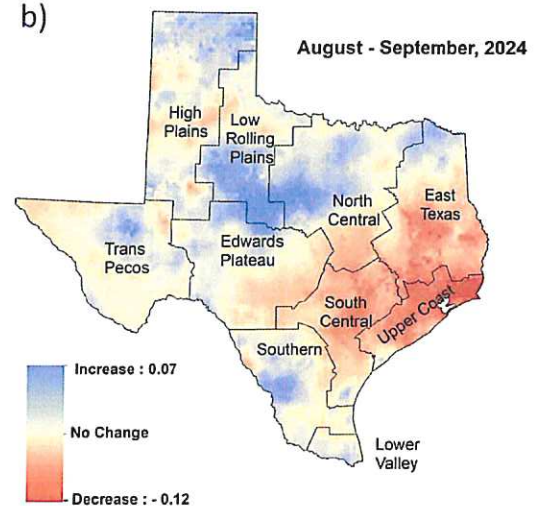 b)
August - September, 2024
High
Plains
Low
Rolling
Plains
North
Central
East
Texas
Trans
Pecos
Edwards
Plateau
South
Central
Upper Coast
Southern
Lower
Valley
Increase : 0.07
No Change
Decrease : - 0.12